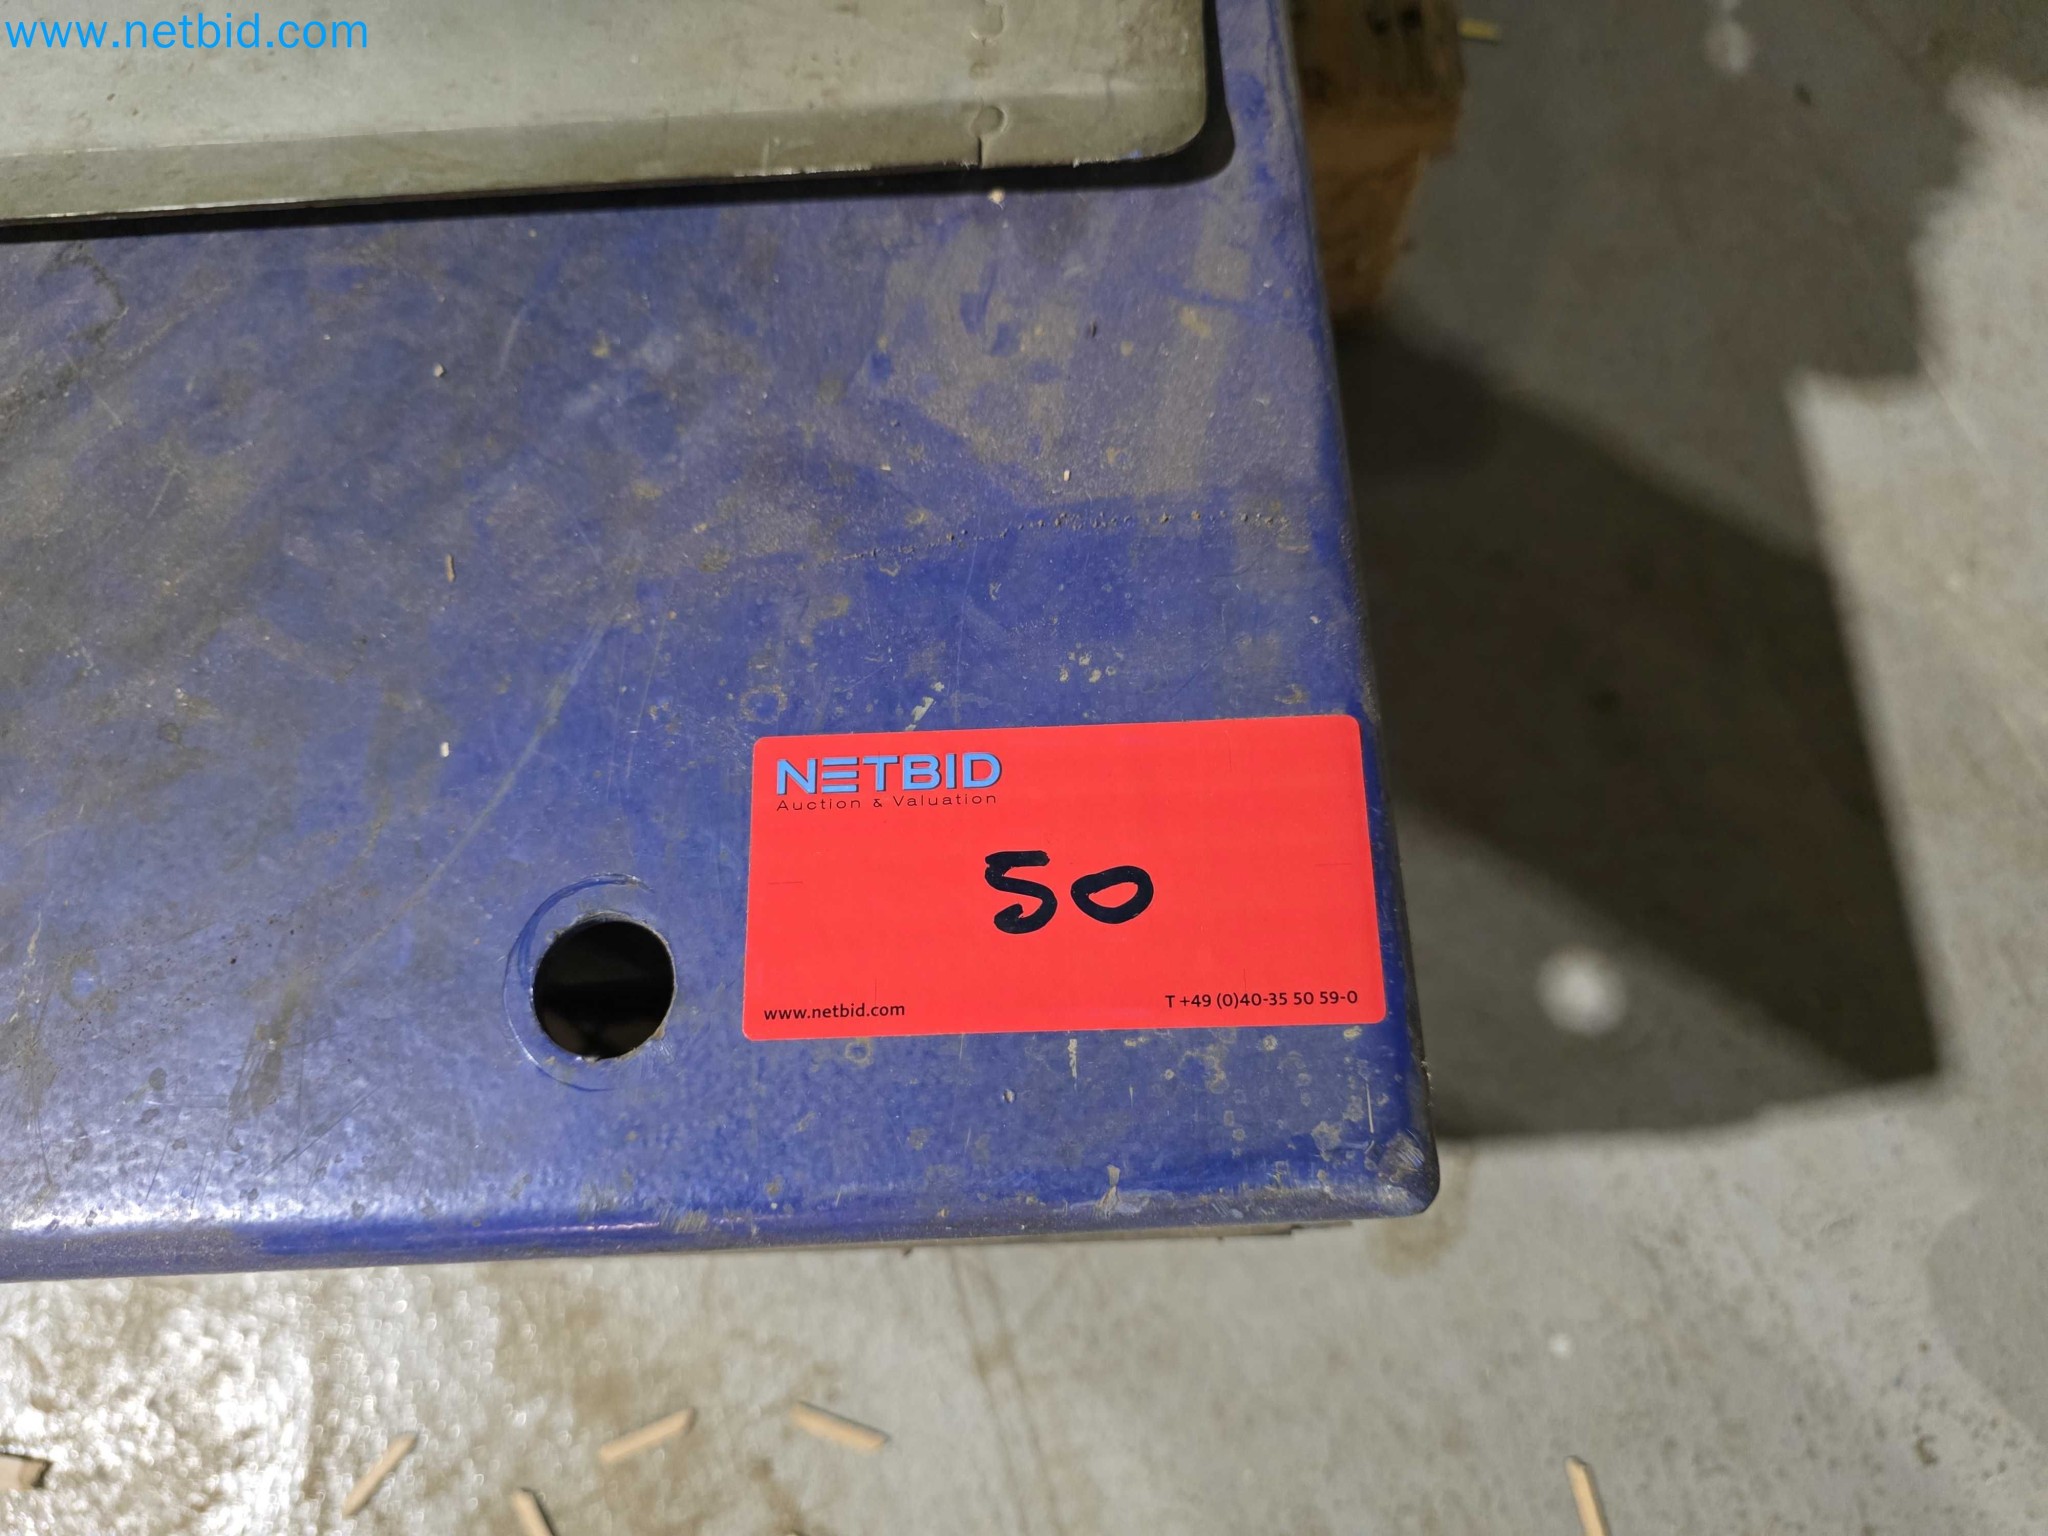 www.netbid.com
NETBID
Auction & Valuation
50
www.netbid.com
T +49 (0)40-35 50 59-0